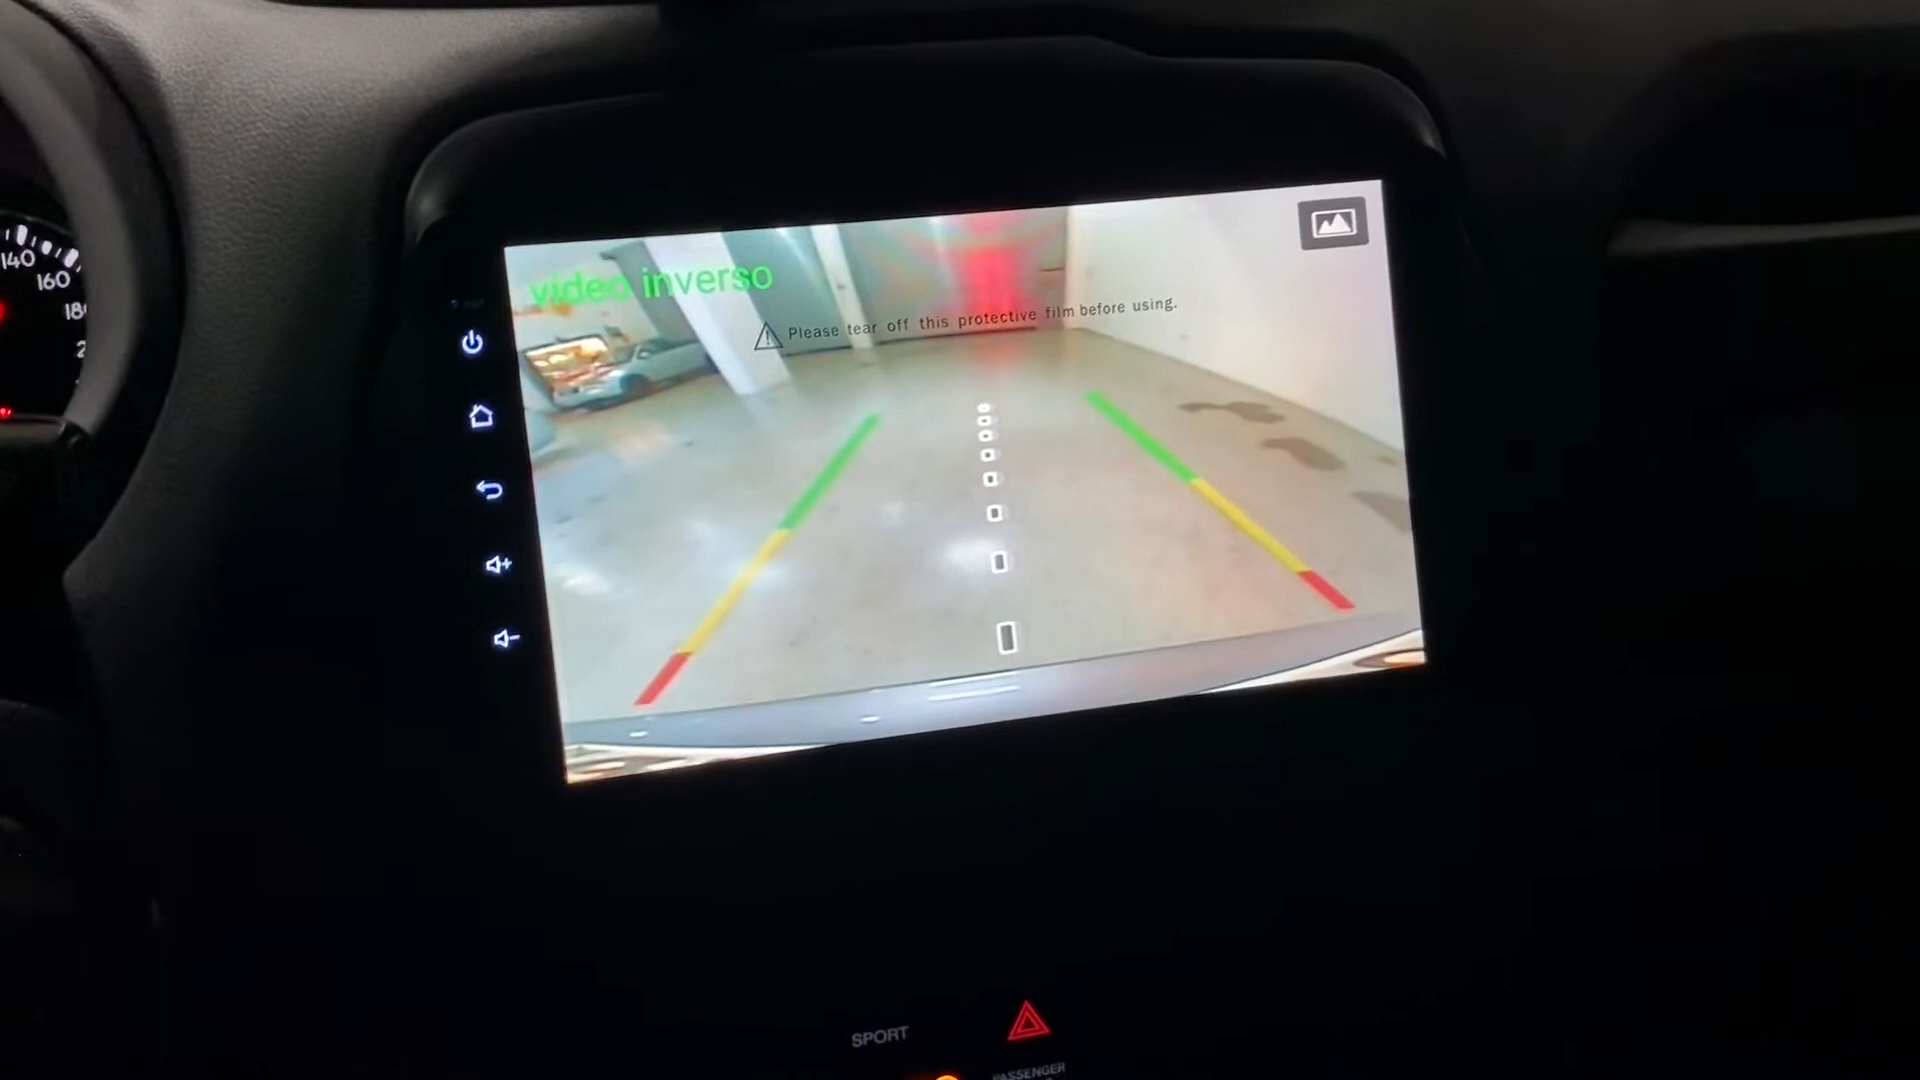 140
160
video inverso
Please tear off this protective film before using.
SPORT
PASSENGER